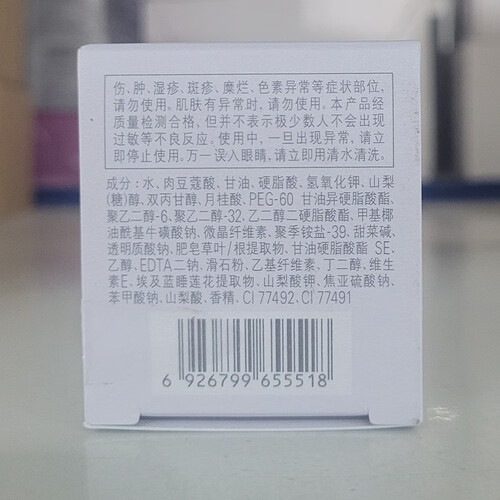 伤、肿、湿疹、斑疹、糜烂、色素异常等症状部位,
请勿使用。肌肤有异常时,请勿使用。本产品经
质量检测合格。但并不表示极少数人不会出现
过敏等不良反应。使用中,一旦出现异常,请立
即停止使用。万一误入眼睛,请立即用清水清洗。
成分:水、肉豆蔻酸、甘油、硬脂酸、氢氧化钾、山梨
(糖)醇、双丙甘醇、月桂酸、PEG-60 甘油异硬脂酸酯、
聚乙二醇-6、聚乙二醇-32、乙二醇二硬脂酸酯、甲基椰
油酰基牛磺酸钠、微晶纤维素、聚季铵盐-39、甜菜碱、
透明质酸钠、肥皂草叶/根提取物、甘油硬脂酸酯 SE、
乙醇、EDTA二钠、滑石粉、乙基纤维素、丁二醇、维生
素E、埃及蓝睡莲花提取物、山梨酸钾、焦亚硫酸钠、
苯甲酸钠、山梨酸、香精、CI 77492、CI 77491
6 926799 655518